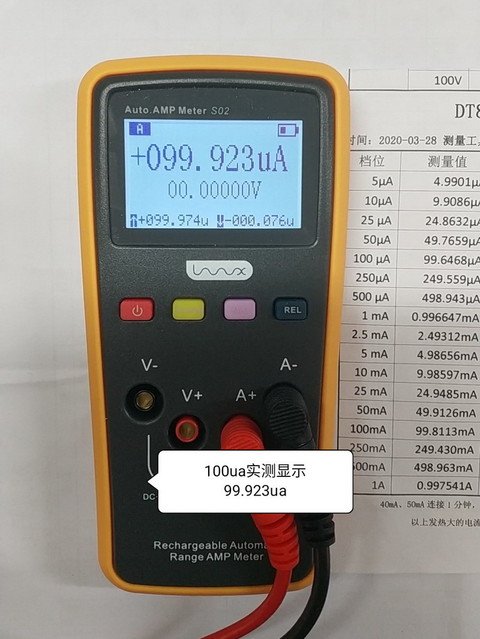 Auto.AMP Meter S02
A
+099.923uA
00.00000V
+099.974u -000.076u
REL
V-
V+
A+
A-
DC-
100ua实测显示
99.923ua
Rechargeable Automa
Range AMP Meter
100V
DT8
时间：2020-03-28 测量工
档位 测量值
5μA 4.9901μ
10μA 9.9086μ
25 μA 24.8632μ
50μA 49.7659μ
100 μA 99.6468μ
250μA 249.559μ
500 μA 498.943μ
1 mA 0.996647mA
2.5 mA 2.49312mA
5 mA 4.98656mA
10 mA 9.98597mA
25 mA 24.9485mA
50mA 49.9126mA
100mA 99.8113mA
250mA 249.430mA
500mA 498.963mA
1A 0.997541A
40mA、50mA 连接1分钟，
以上发热大的电流